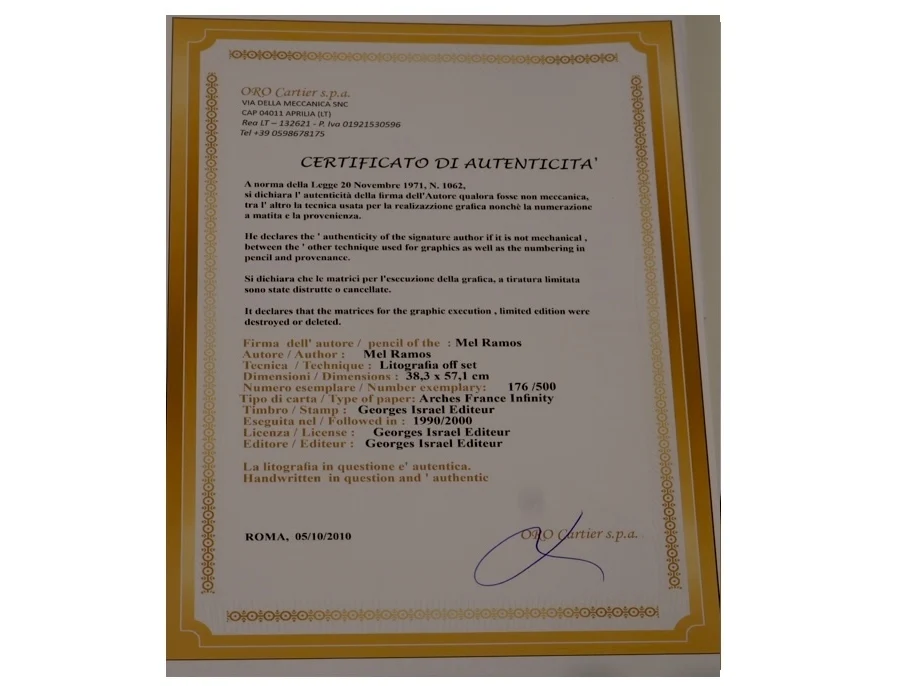 ORO Cartier s.p.a.
VIA DELLA MECCANICA SNC
CAP 04011 APRILIA (LT)
Rea LT – 132621 - P. Iva 01921530596
Tel +39 0598678175
CERTIFICATO DI AUTENTICITA'
A norma della Legge 20 Novembre 1971, N. 1062,
si dichiara l' autenticità della firma dell'Autore qualora fosse non meccanica,
tra l' altro la tecnica usata per la realizazzione grafica nonchè la numerazione
a matita e la provenienza.
He declares the ' authenticity of the signature author if it is not mechanical ,
between the ' other technique used for graphics as well as the numbering in
pencil and provenance.
Si dichiara che le matrici per l'esecuzione della grafica, a tiratura limitata
sono state distrutte o cancellate.
It declares that the matrices for the graphic execution , limited edition were
destroyed or deleted.
Firma dell' autore / pencil of the : Mel Ramos
Autore / Author : Mel Ramos
Tecnica / Technique : Litografia off set
Dimensioni / Dimensions : 38,3 x 57,1 cm
Numero esemplare / Number exemplary: 176 /500
Tipo di carta / Type of paper: Arches France Infinity
Timbro / Stamp : Georges Israel Editeur
Eseguita nel / Followed in : 1990/2000
Licenza / License : Georges Israel Editeur
Editore / Editeur : Georges Israel Editeur
La litografia in questione e' autentica.
Handwritten in question and ' authentic
ROMA, 05/10/2010
ORO Cartier s.p.a.